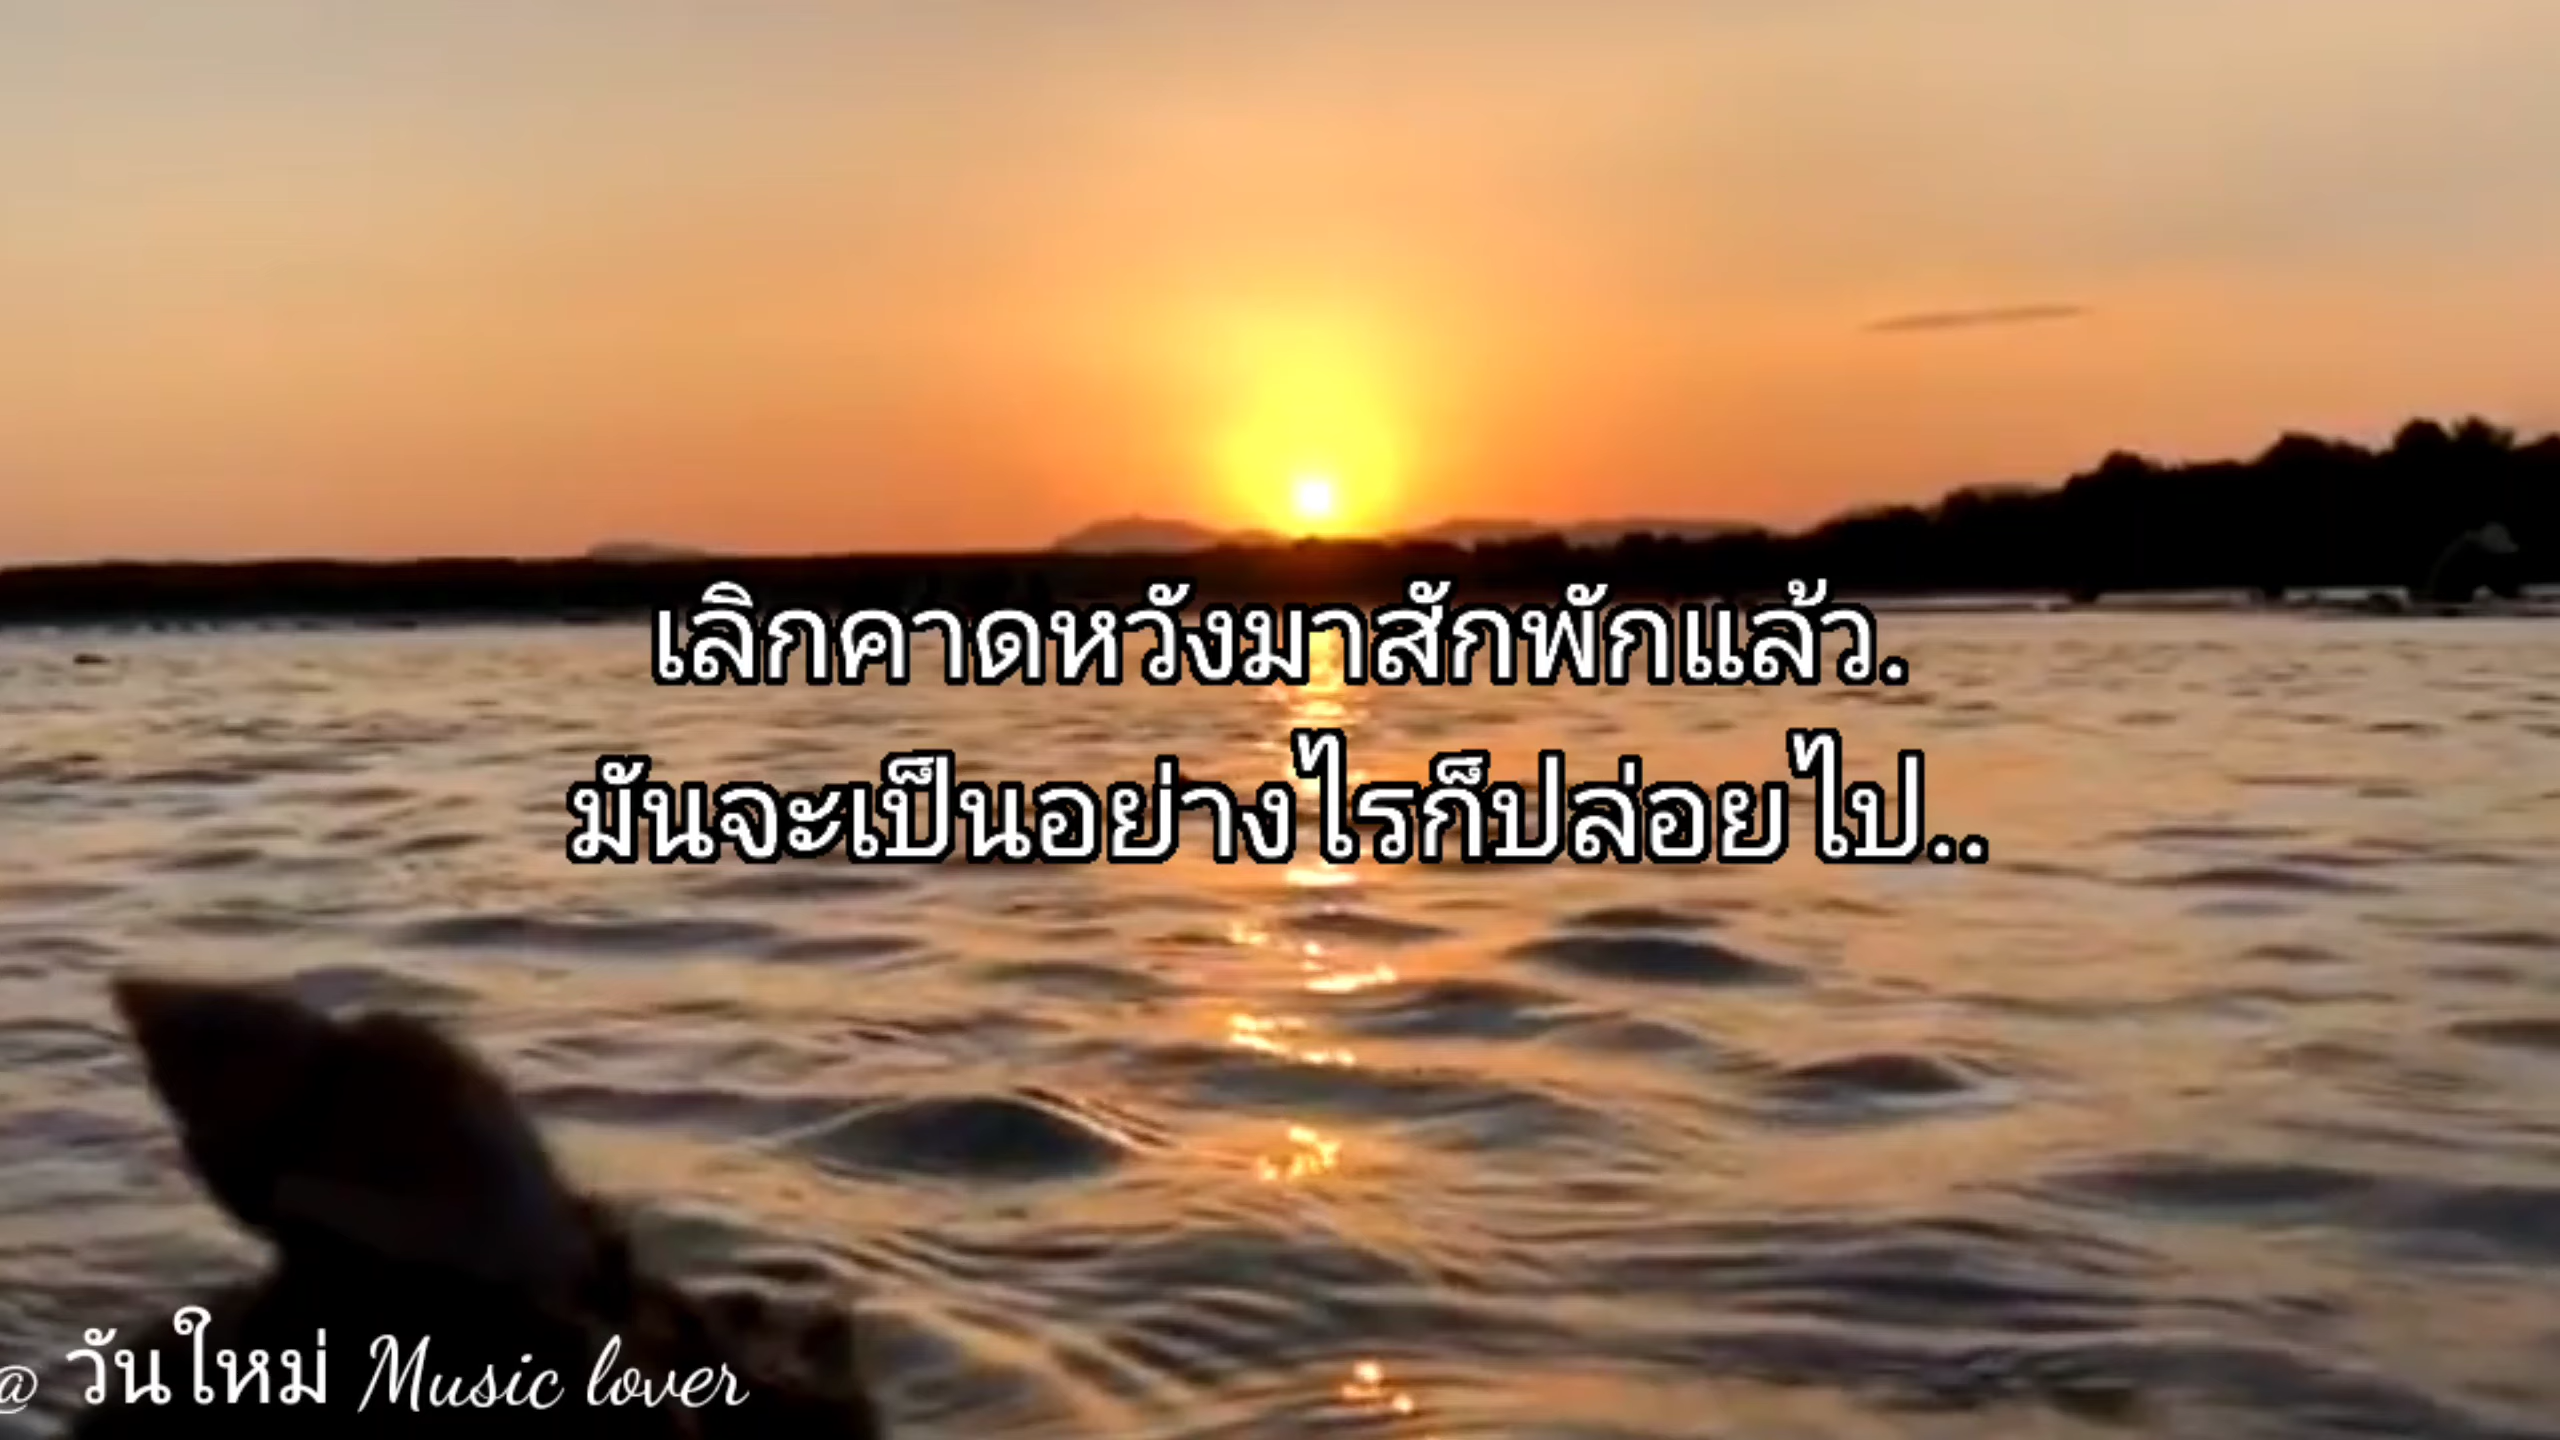 เลิกคาดหวังมาสักพักแล้ว.
มันจะเป็นอย่างไรก็ปล่อยไป..
@ วันใหม่ Music lover